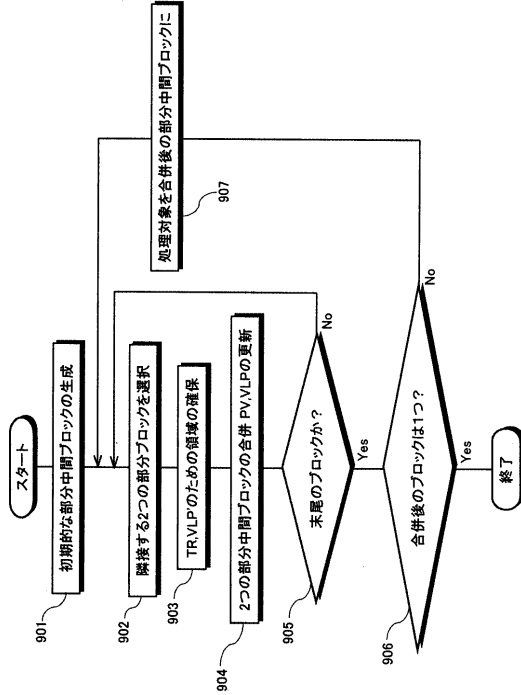 スタート
901
初期的な部分中間ブロックの生成
902
隣接する2つの部分ブロックを選択
903
TR,VLP'のための領域の確保
904
2つの部分中間ブロックの合併 PV,VLPの更新
905
末尾のブロックか?
No
Yes
906
合併後のブロックは1つ?
No
Yes
907
処理対象を合併後の部分中間ブロックに
終了